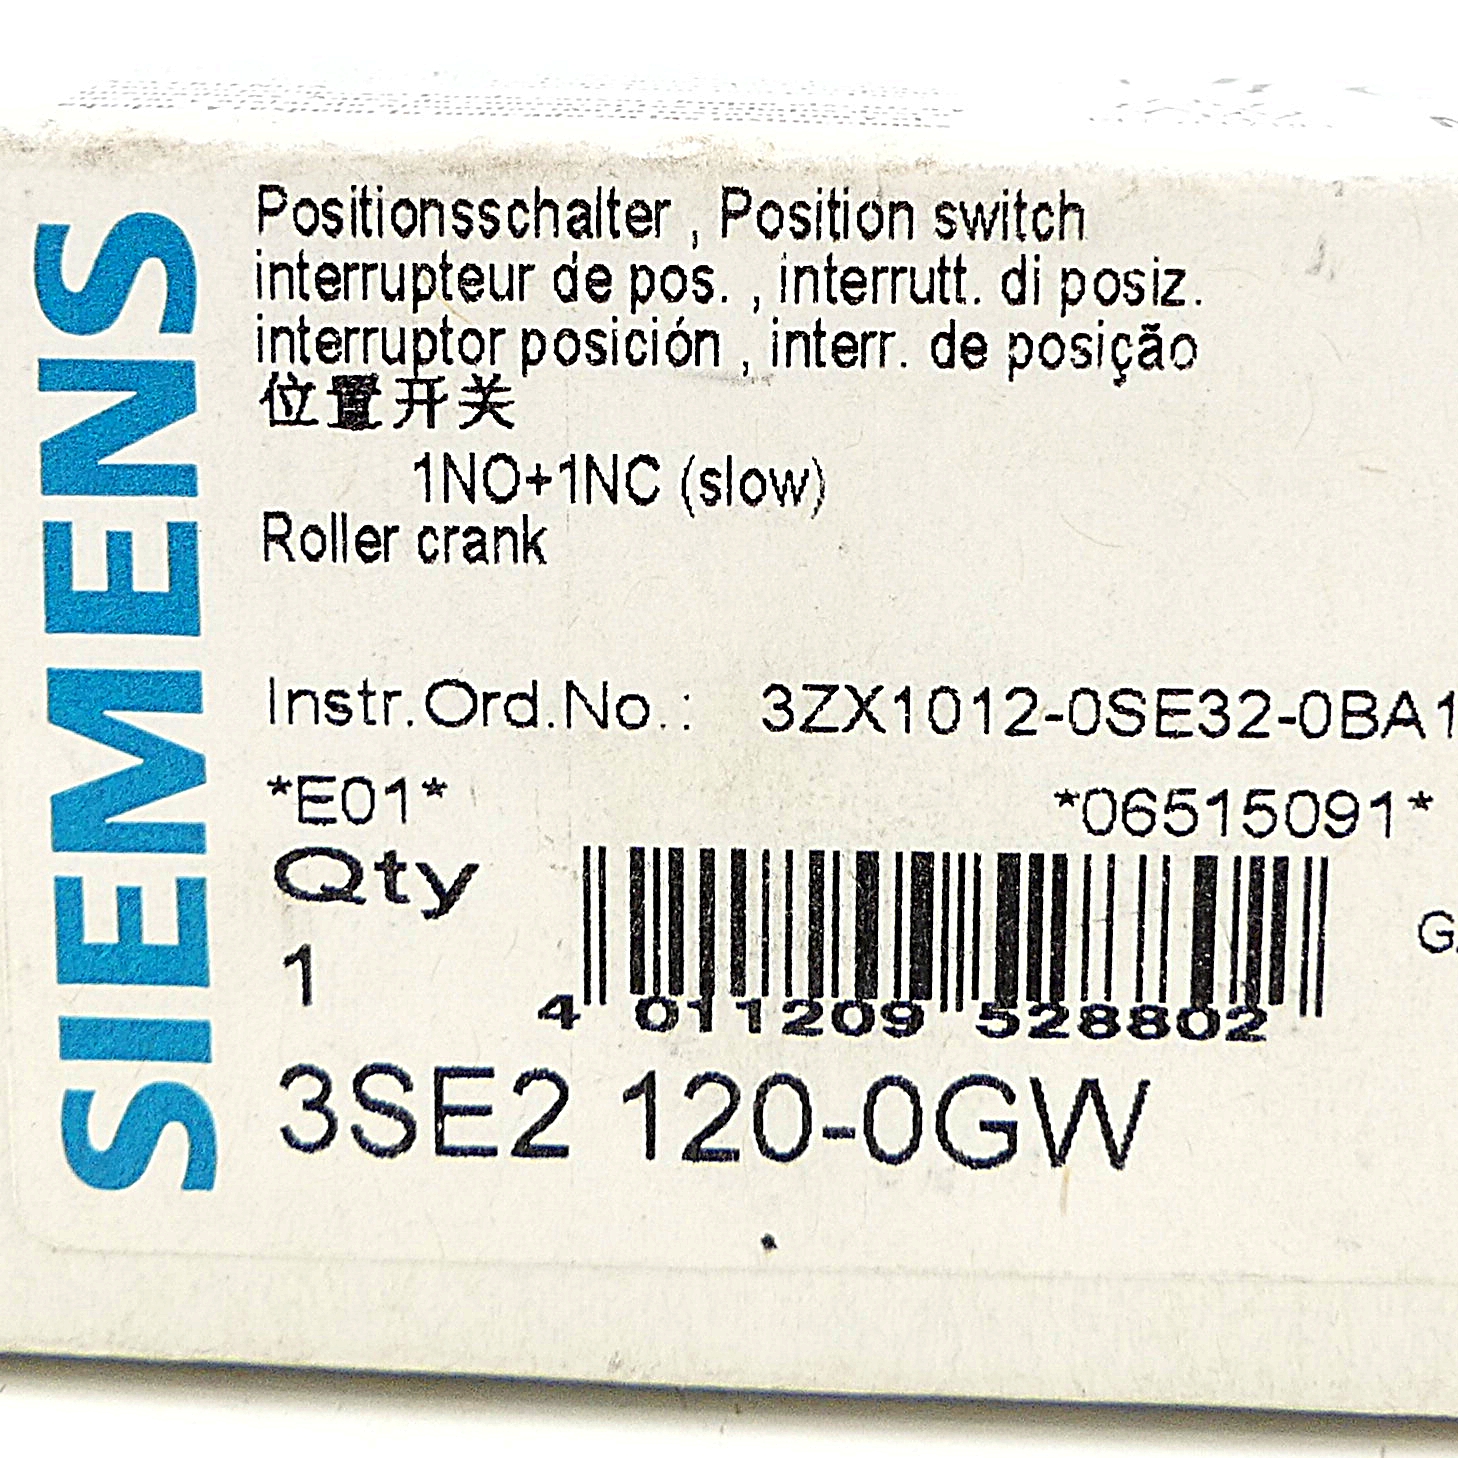 SIEMENS
Positionsschalter , Position switch
interrupteur de pos. , interrutt. di posiz.
interruptor posición , interr. de posição
位置开关
1NO+1NC (slow)
Roller crank
Instr.Ord.No.: 3ZX1012-0SE32-0BA1
*E01* *06515091*
Qty
1
4 011209 528802
3SE2 120-0GW